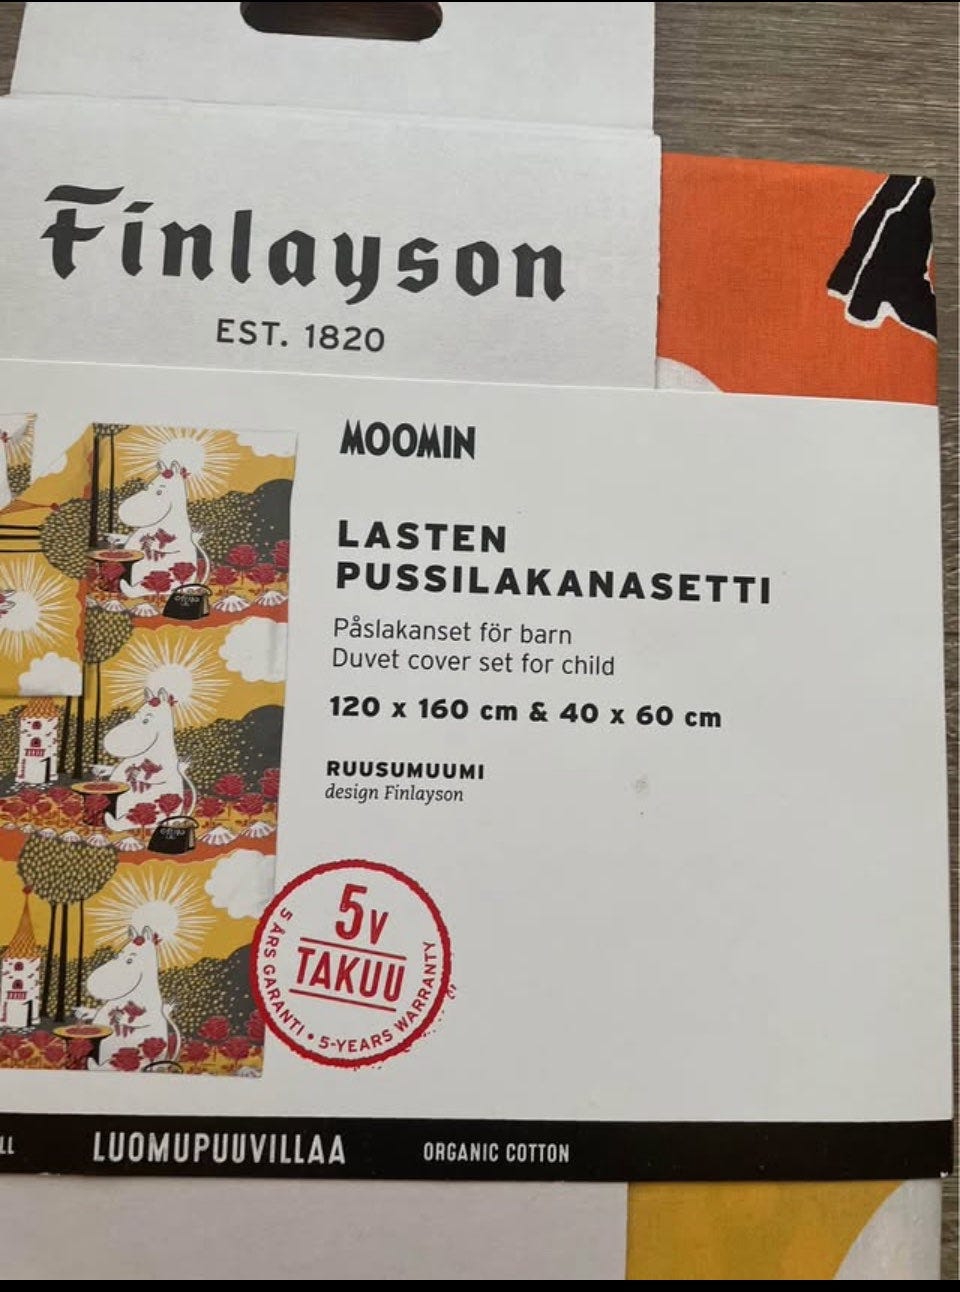 Finlayson
EST. 1820
MOOMIN
LASTEN
PUSSILAKANASETTI
Påslakanset för barn
Duvet cover set for child
120 x 160 cm & 40 x 60 cm
RUUSUMUUMI
design Finlayson
5V
TAKUU
5 ÅRS GARANTI • 5-YEARS WARRANTY
LL LUOMUPUUVILLAA ORGANIC COTTON